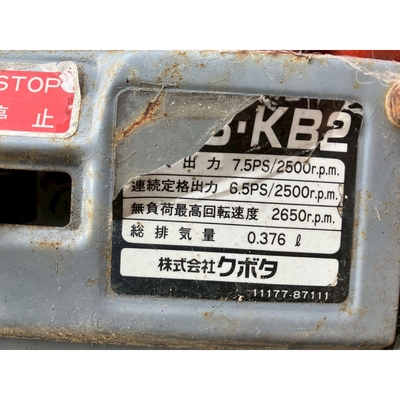 STOP
停止
B・KB2
出力 7.5PS/2500r.p.m.
連続定格出力 6.5PS/2500r.p.m.
無負荷最高回転速度 2650r.p.m.
総排気量 0.376 ℓ
株式会社クボタ
11177-87111